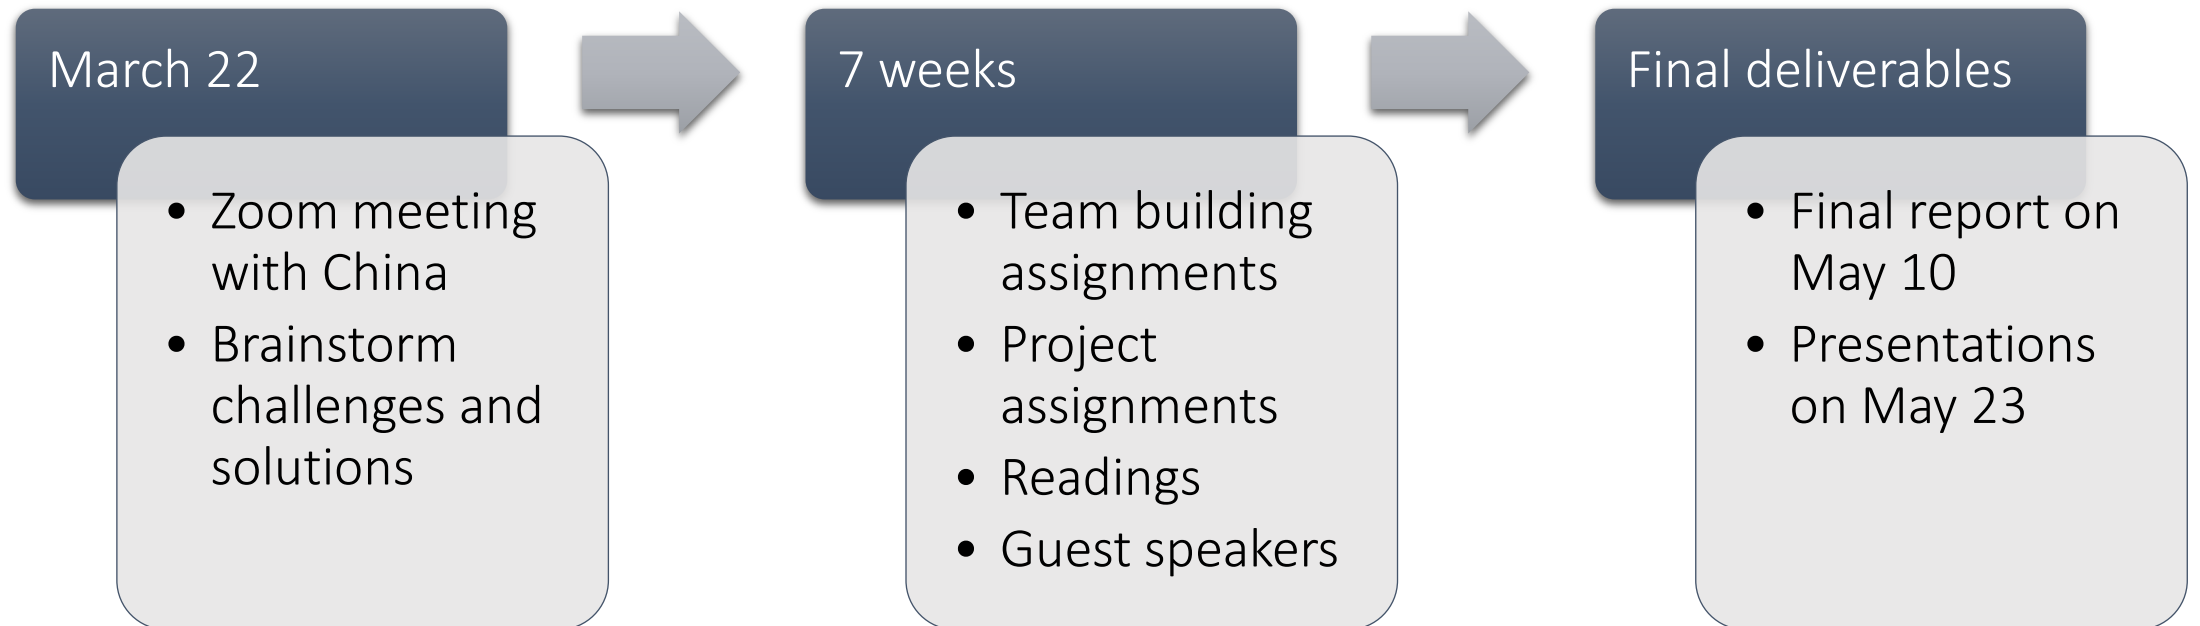 March 22
• Zoom meeting
with China
• Brainstorm
challenges and
solutions
7 weeks
• Team building
assignments
• Project
assignments
• Readings
• Guest speakers
Final deliverables
• Final report on
May 10
• Presentations
on May 23